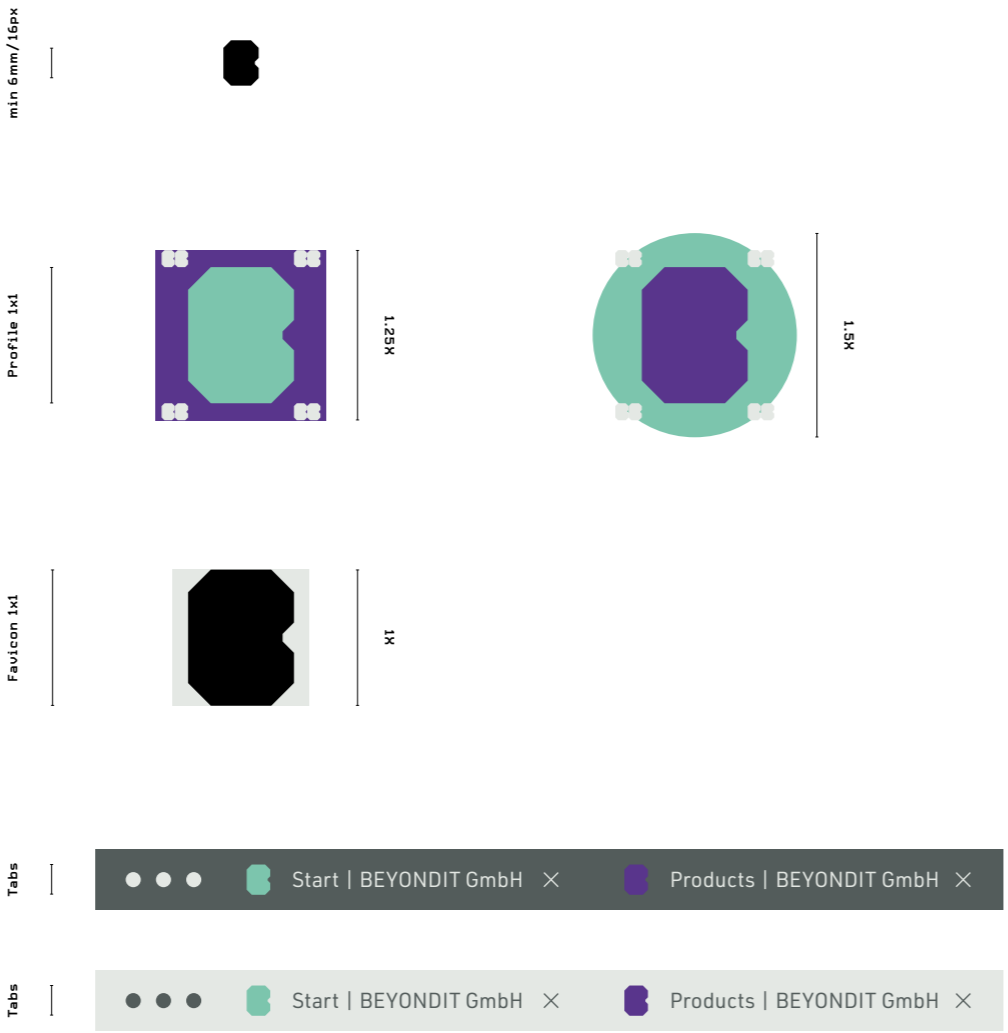 min 6mm/16px
Profile 1x1
1.25X
1.5X
Favicon 1x1
1X
Tabs
Start | BEYONDIT GmbH ×
Products | BEYONDIT GmbH ×
Tabs
Start | BEYONDIT GmbH ×
Products | BEYONDIT GmbH ×